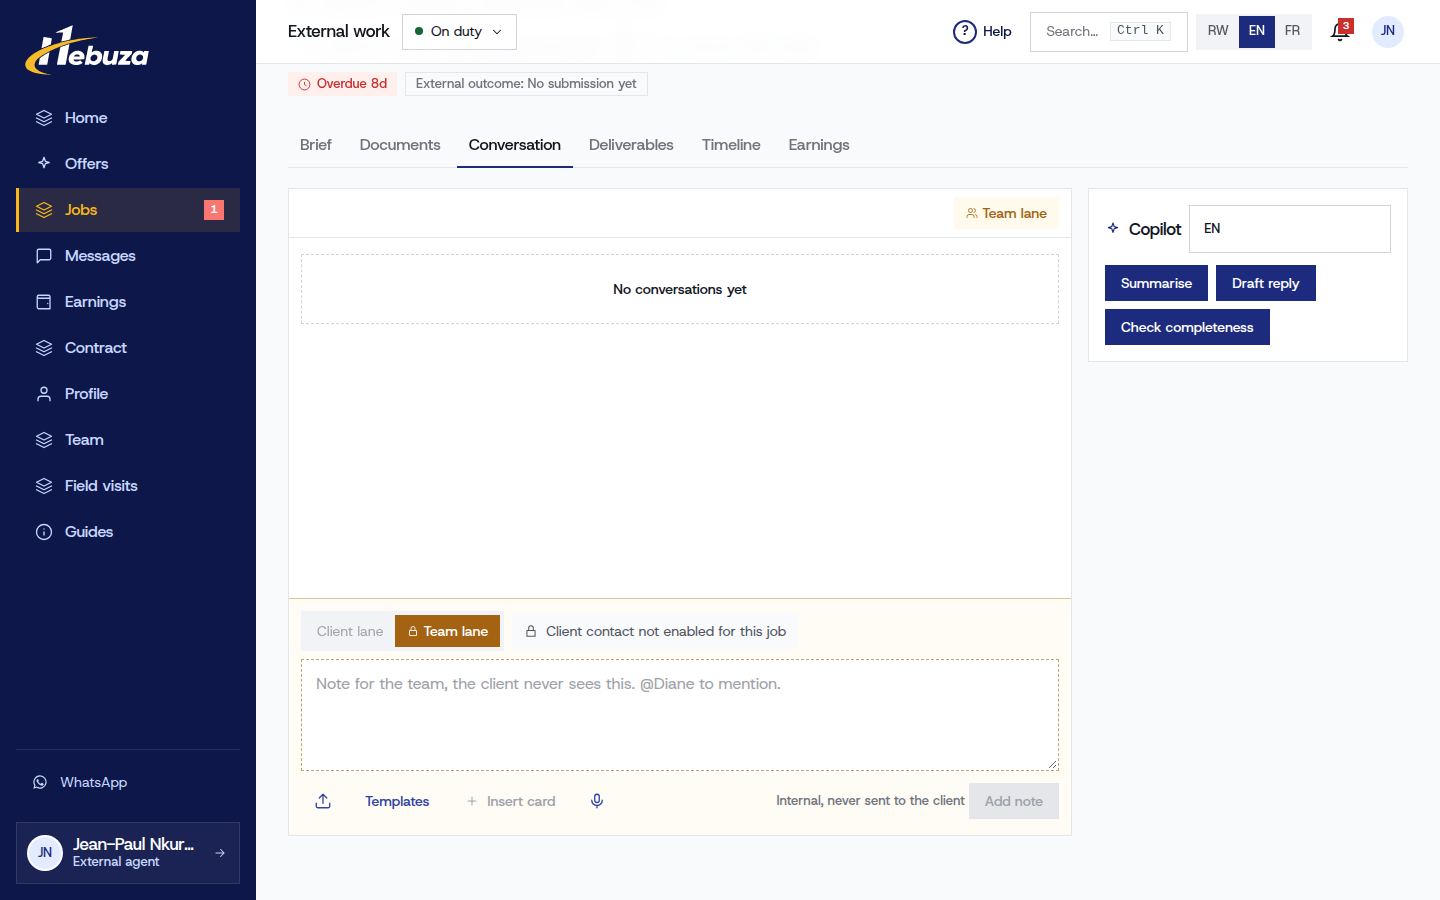 Hebuza
External work
On duty
? Help
Search...
Ctrl K
RW
EN
FR
3
JN
Overdue 8d
External outcome: No submission yet
Home
Offers
Jobs
1
Messages
Earnings
Contract
Profile
Team
Field visits
Guides
WhatsApp
JN
Jean-Paul Nkur...
External agent
Brief
Documents
Conversation
Deliverables
Timeline
Earnings
Team lane
No conversations yet
Client lane
Team lane
Client contact not enabled for this job
Note for the team, the client never sees this. @Diane to mention.
Templates
Insert card
Internal, never sent to the client
Add note
Copilot
EN
Summarise
Draft reply
Check completeness